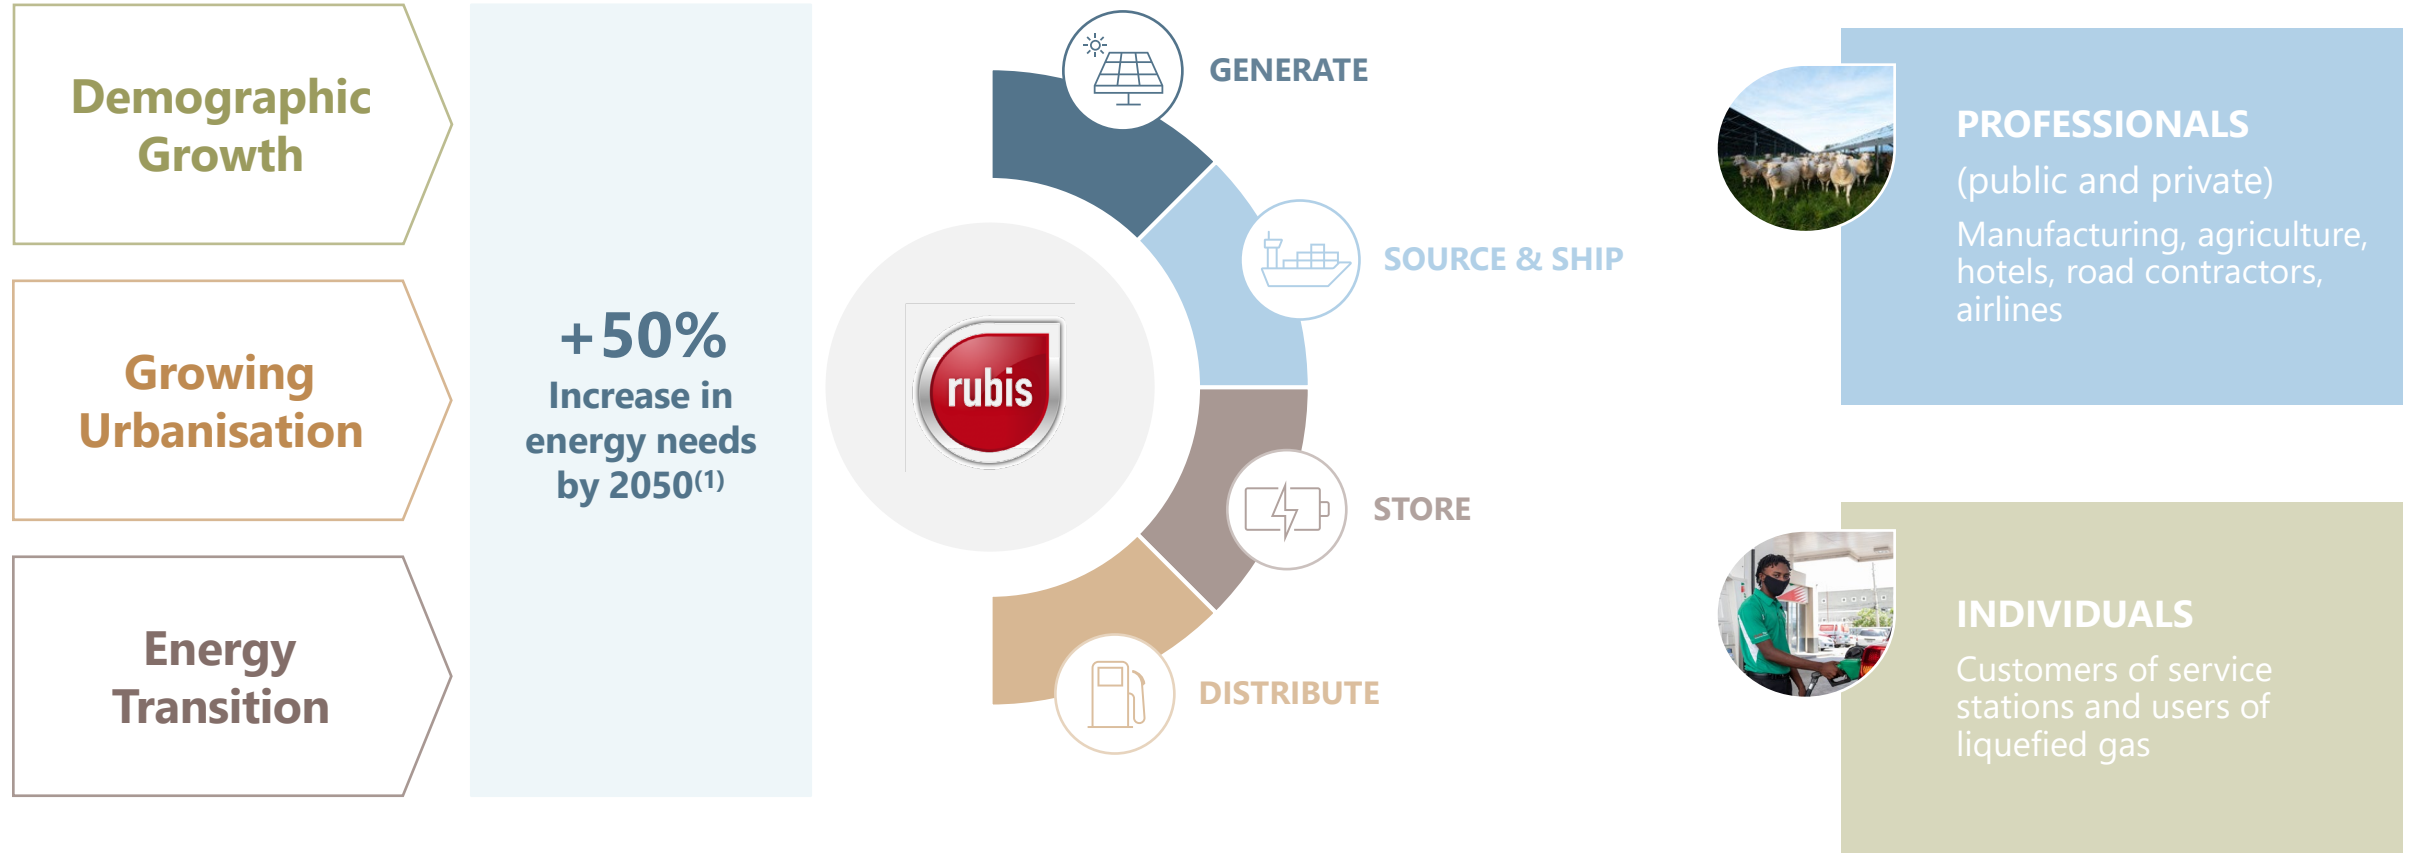 Demographic
Growth
Growing
Urbanisation
Energy
Transition
+50%
Increase in
energy needs
by 2050(1)
rubis
GENERATE
SOURCE & SHIP
STORE
DISTRIBUTE
PROFESSIONALS
(public and private)
Manufacturing, agriculture,
hotels, road contractors,
airlines
INDIVIDUALS
Customers of service
stations and users of
liquefied gas